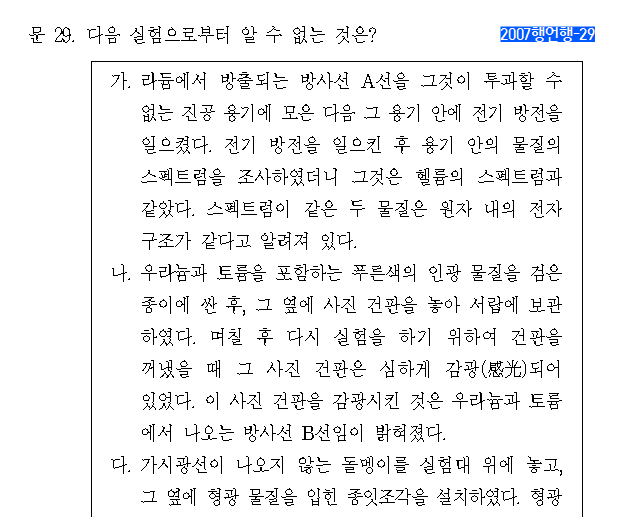 문 29. 다음 실험으로부터 알 수 없는 것은?
2007행언행-29
가. 라듐에서 방출되는 방사선 A선을 그것이 투과할 수
없는 진공 용기에 모은 다음 그 용기 안에 전기 방전을
일으켰다. 전기 방전을 일으킨 후 용기 안의 물질의
스펙트럼을 조사하였더니 그것은 헬륨의 스펙트럼과
같았다. 스펙트럼이 같은 두 물질은 원자 내의 전자
구조가 같다고 알려져 있다.
나. 우라늄과 토륨을 포함하는 푸른색의 인광 물질을 검은
종이에 싼 후, 그 옆에 사진 건판을 놓아 서랍에 보관
하였다. 며칠 후 다시 실험을 하기 위하여 건판을
꺼냈을 때 그 사진 건판은 심하게 감광(感光)되어
있었다. 이 사진 건판을 감광시킨 것은 우라늄과 토륨
에서 나오는 방사선 B선임이 밝혀졌다.
다. 가시광선이 나오지 않는 돌멩이를 실험대 위에 놓고,
그 옆에 형광 물질을 입힌 종잇조각을 설치하였다. 형광